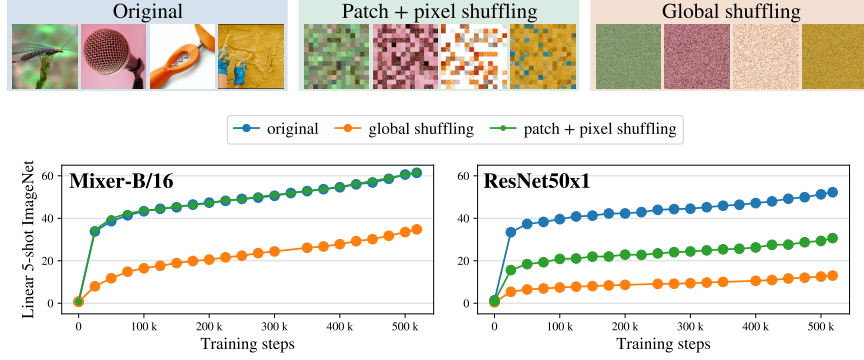 Original
Patch + pixel shuffling
Global shuffling
original
global shuffling
patch + pixel shuffling
Mixer-B/16
Linear 5-shot ImageNet
60
40
20
0
0
100 k
200 k
300 k
400 k
500 k
Training steps
ResNet50x1
60
40
20
0
0
100 k
200 k
300 k
400 k
500 k
Training steps